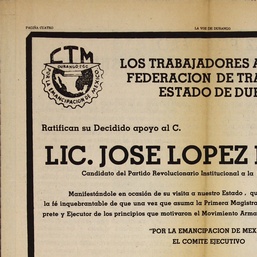 PAGINA CUATRO
LA VOZ DE DURANGO
CTM
DURANGO, DGO.
POR LA EMANCIPACION DE MEXICO
LOS TRABAJADORES A
FEDERACION DE TRA
ESTADO DE DUR
Ratifican su Decidido apoyo al C.
LIC. JOSE LOPEZ
Candidato del Partido Revolucionario Institucional a la
Manifestándole en ocasión de su visita a nuestro Estado, que
la fé inquebrantable de que una vez que asuma la Primera Magistra
prete y Ejecutor de los principios que motivaron el Movimiento Arma
"POR LA EMANCIPACION DE MEX
EL COMITE EJECUTIVO